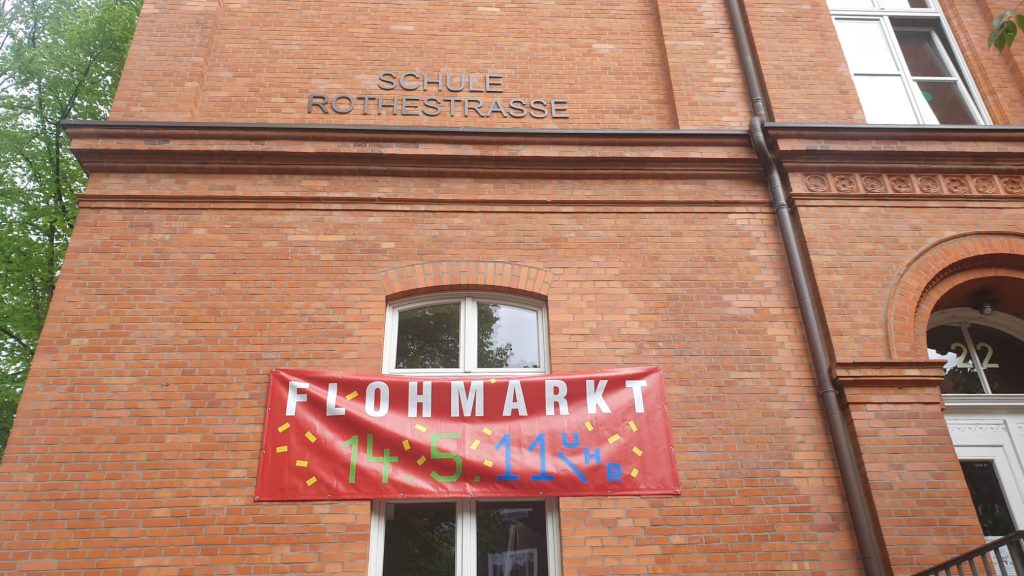 SCHULE
ROTHESTRASSE
22
FLOHMARKT
14.5. 11 UHR